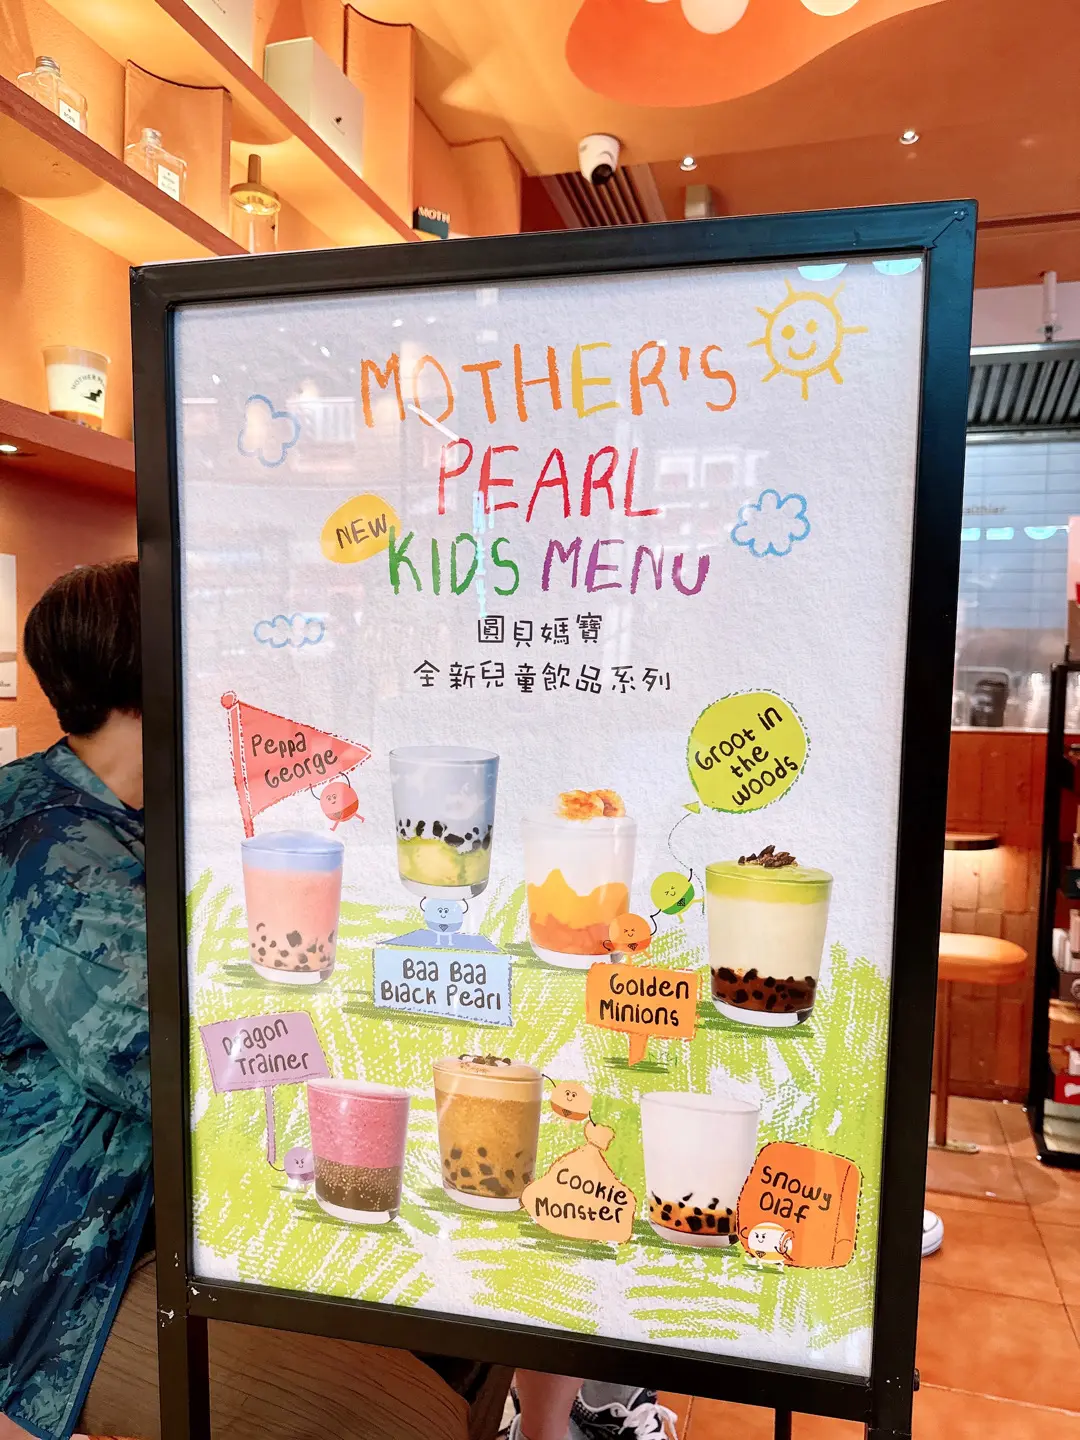 MOTHER'S
PEARL
NEW
KIDS MENU
圓貝媽寶
全新兒童飲品系列
Peppa
George
Groot in
the
woods
Baa Baa
Black Pearl
Golden
Minions
Dragon
Trainer
Cookie
Monster
Snowy
Olaf